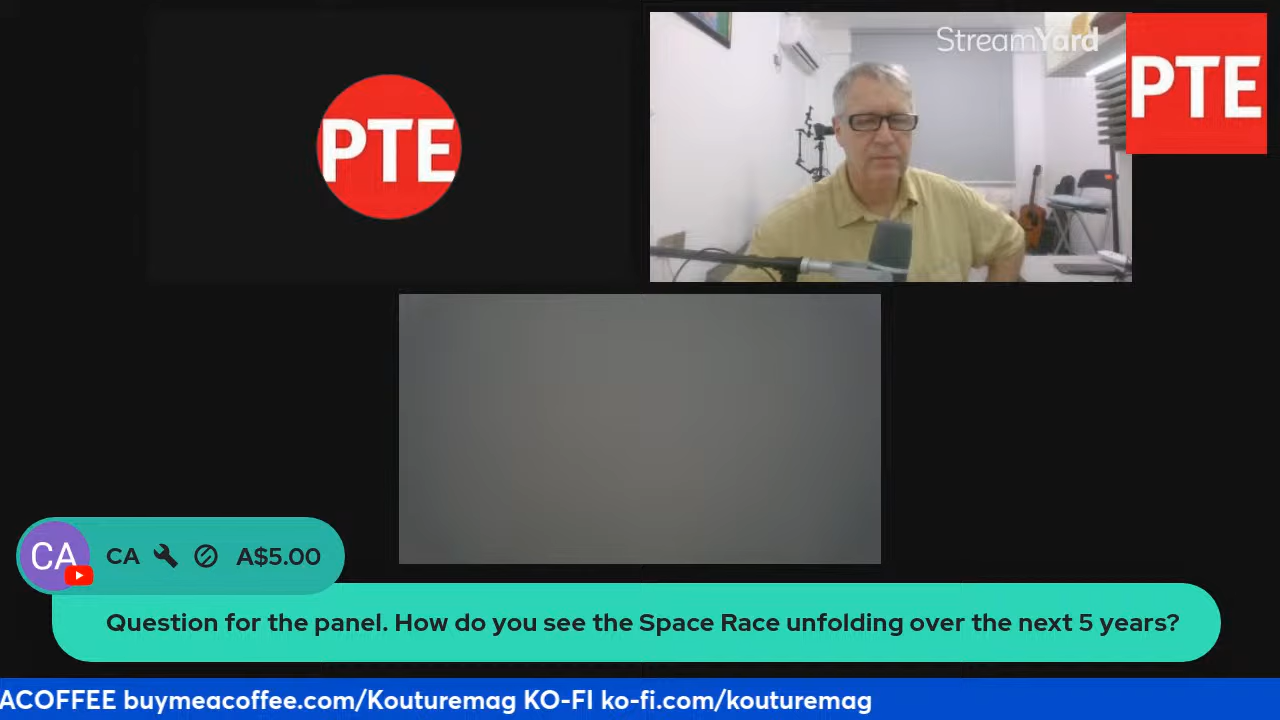 PTE
StreamYard
PTE
CA
CA A$5.00
Question for the panel. How do you see the Space Race unfolding over the next 5 years?
ACOFFEE buymeacoffee.com/Kouturemag KO-FI ko-fi.com/kouturemag